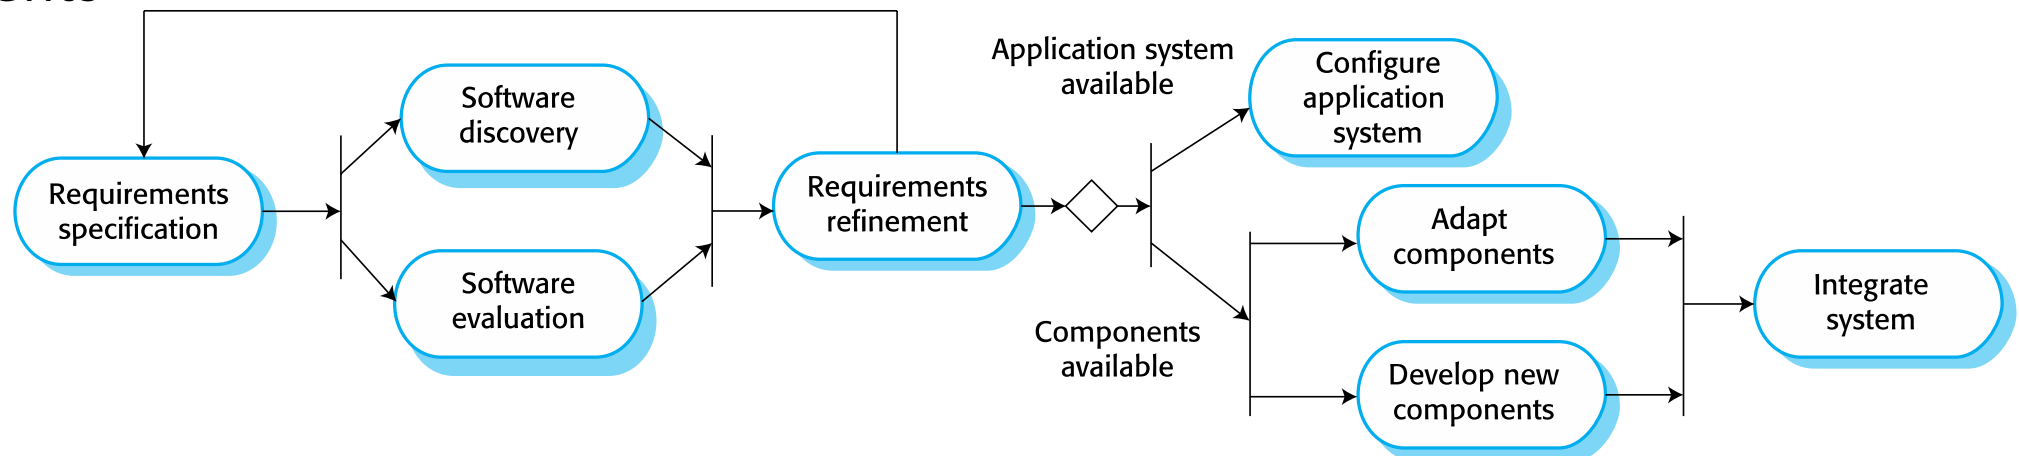 Requirements
specification
Software
discovery
Software
evaluation
Requirements
refinement
Application system
available
Components
available
Configure
application
system
Adapt
components
Develop new
components
Integrate
system